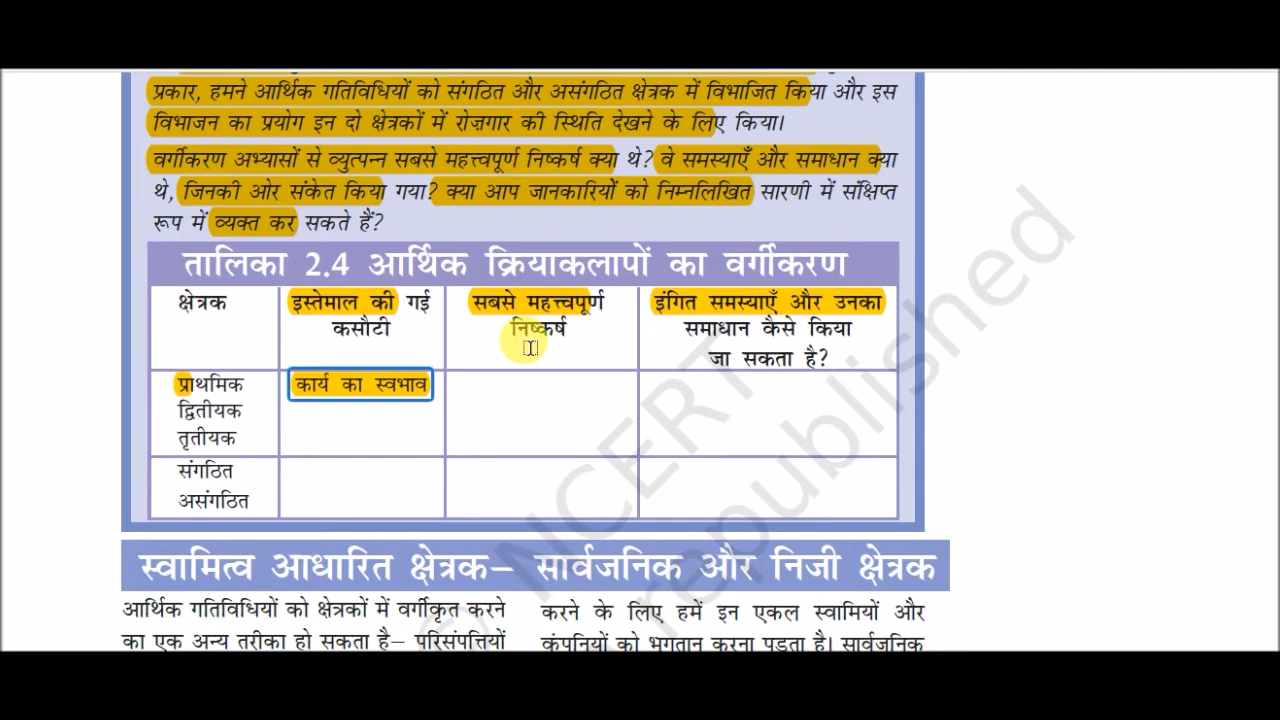 प्रकार, हमने आर्थिक गतिविधियों को संगठित और असंगठित क्षेत्रक में विभाजित किया और इस
विभाजन का प्रयोग इन दो क्षेत्रकों में रोज़गार की स्थिति देखने के लिए किया।
वर्गीकरण अभ्यासों से व्युत्पन्न सबसे महत्त्वपूर्ण निष्कर्ष क्या थे? वे समस्याएँ और समाधान क्या
थे, जिनकी ओर संकेत किया गया? क्या आप जानकारियों को निम्नलिखित सारणी में संक्षिप्त
रूप में व्यक्त कर सकते हैं?
तालिका 2.4 आर्थिक क्रियाकलापों का वर्गीकरण
क्षेत्रक इस्तेमाल की गई सबसे महत्त्वपूर्ण इंगित समस्याएँ और उनका
कसौटी निष्कर्ष समाधान कैसे किया
जा सकता है?
प्राथमिक कार्य का स्वभाव
द्वितीयक
तृतीयक
संगठित
असंगठित
© NCERT
republished
स्वामित्व आधारित क्षेत्रक– सार्वजनिक और निजी क्षेत्रक
आर्थिक गतिविधियों को क्षेत्रकों में वर्गीकृत करने
का एक अन्य तरीका हो सकता है– परिसंपत्तियों
करने के लिए हमें इन एकल स्वामियों और
कंपनियों को भुगतान करना पड़ता है। सार्वजनिक